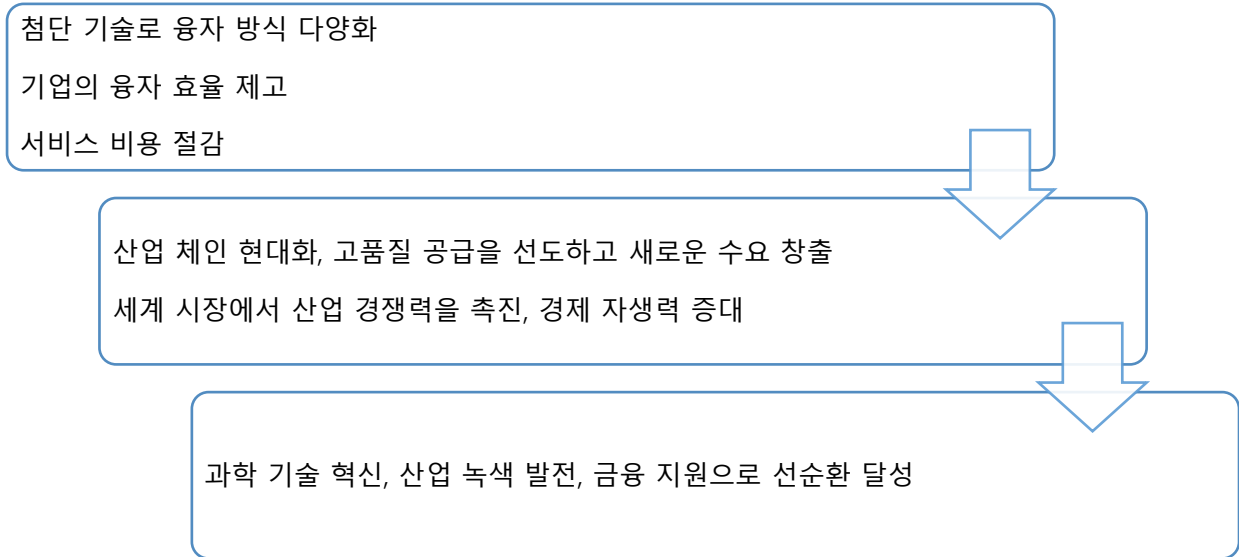 첨단 기술로 융자 방식 다양화
기업의 융자 효율 제고
서비스 비용 절감
산업 체인 현대화, 고품질 공급을 선도하고 새로운 수요 창출
세계 시장에서 산업 경쟁력을 촉진, 경제 자생력 증대
과학 기술 혁신, 산업 녹색 발전, 금융 지원으로 선순환 달성